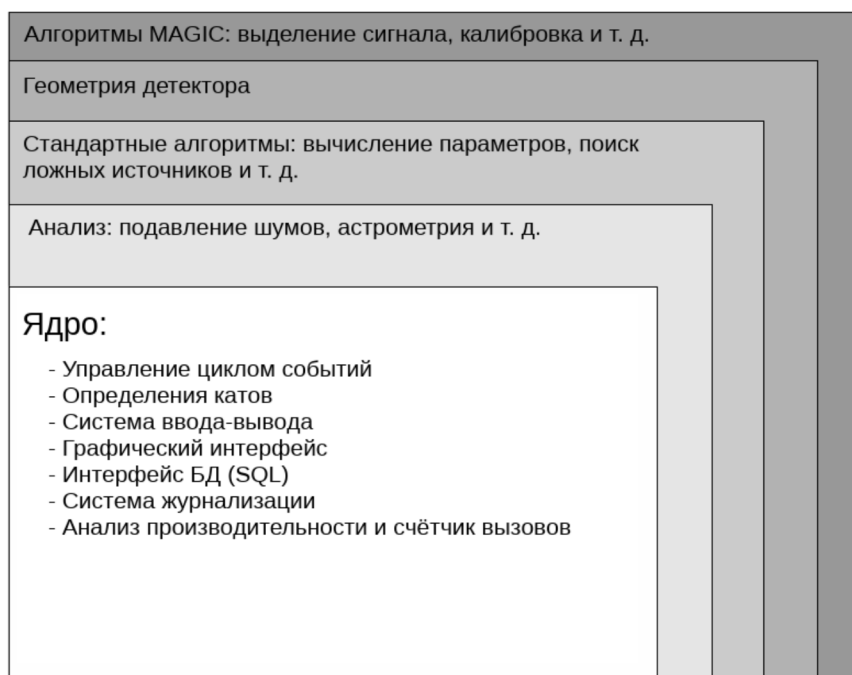 Алгоритмы MAGIC: выделение сигнала, калибровка и т. д.
Геометрия детектора
Стандартные алгоритмы: вычисление параметров, поиск
ложных источников и т. д.
Анализ: подавление шумов, астрометрия и т. д.
Ядро:
- Управление циклом событий
- Определения катов
- Система ввода-вывода
- Графический интерфейс
- Интерфейс БД (SQL)
- Система журнализации
- Анализ производительности и счётчик вызовов